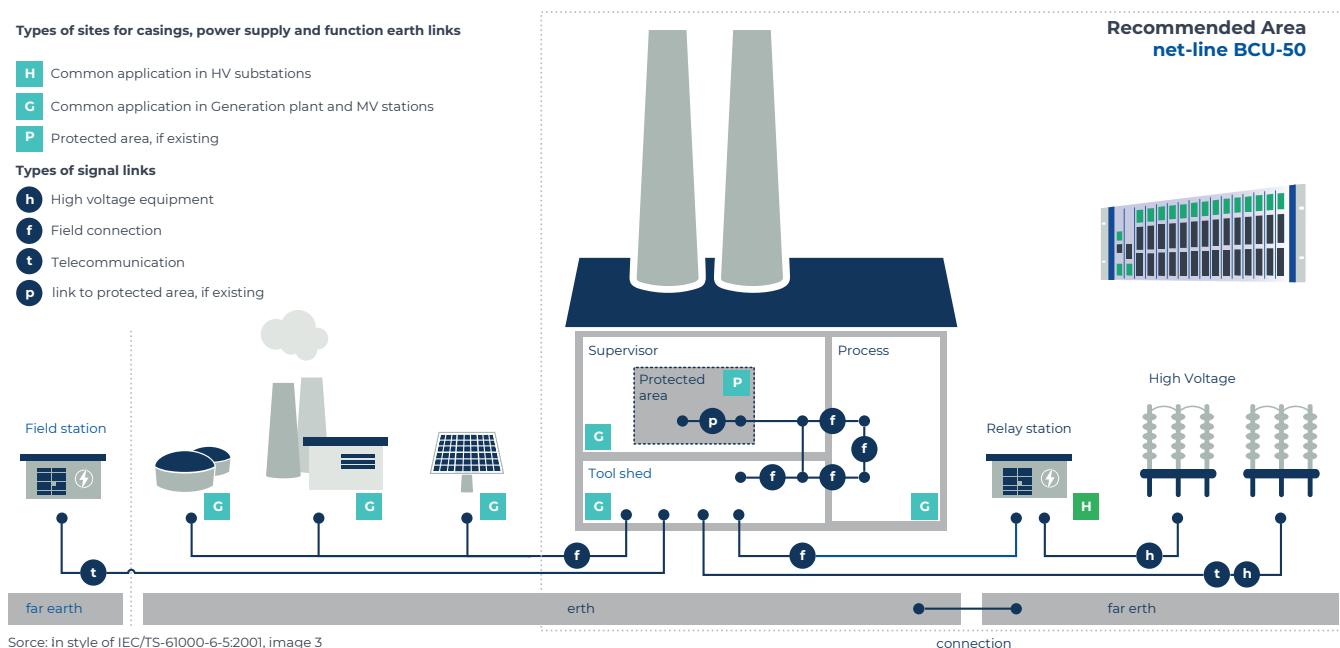 Types of sites for casings, power supply and function earth links
H Common application in HV substations
G Common application in Generation plant and MV stations
P Protected area, if existing
Types of signal links
h High voltage equipment
f Field connection
t Telecommunication
p link to protected area, if existing
Recommended Area
net-line BCU-50
Supervisor
Process
Protected
area
P
p
f
G
f
Tool shed
f
f
G
G
High Voltage
Field station
Relay station
G
G
G
H
f
f
h
t
t
h
far earth
erth
far erth
Sorce: in style of IEC/TS-61000-6-5:2001, image 3
connection